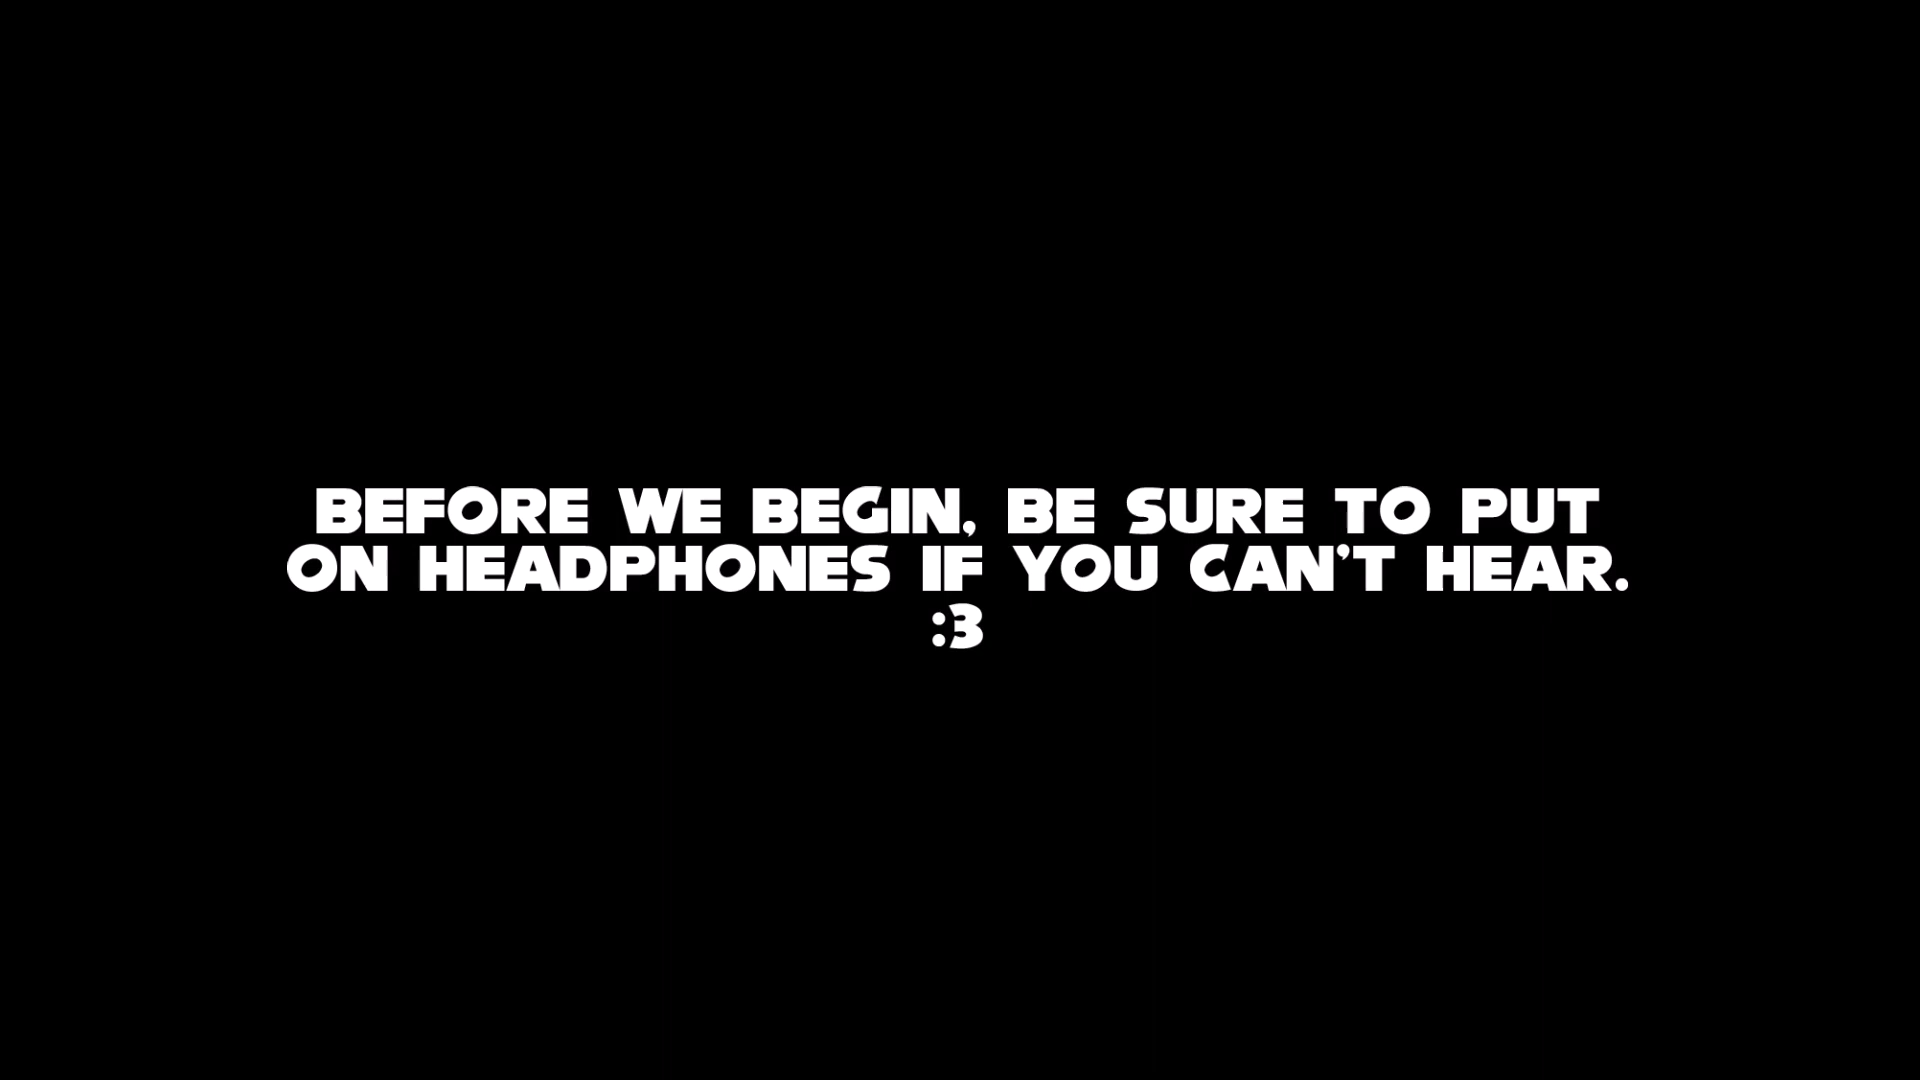 BEFORE WE BEGIN, BE SURE TO PUT
ON HEADPHONES IF YOU CAN'T HEAR.
:3